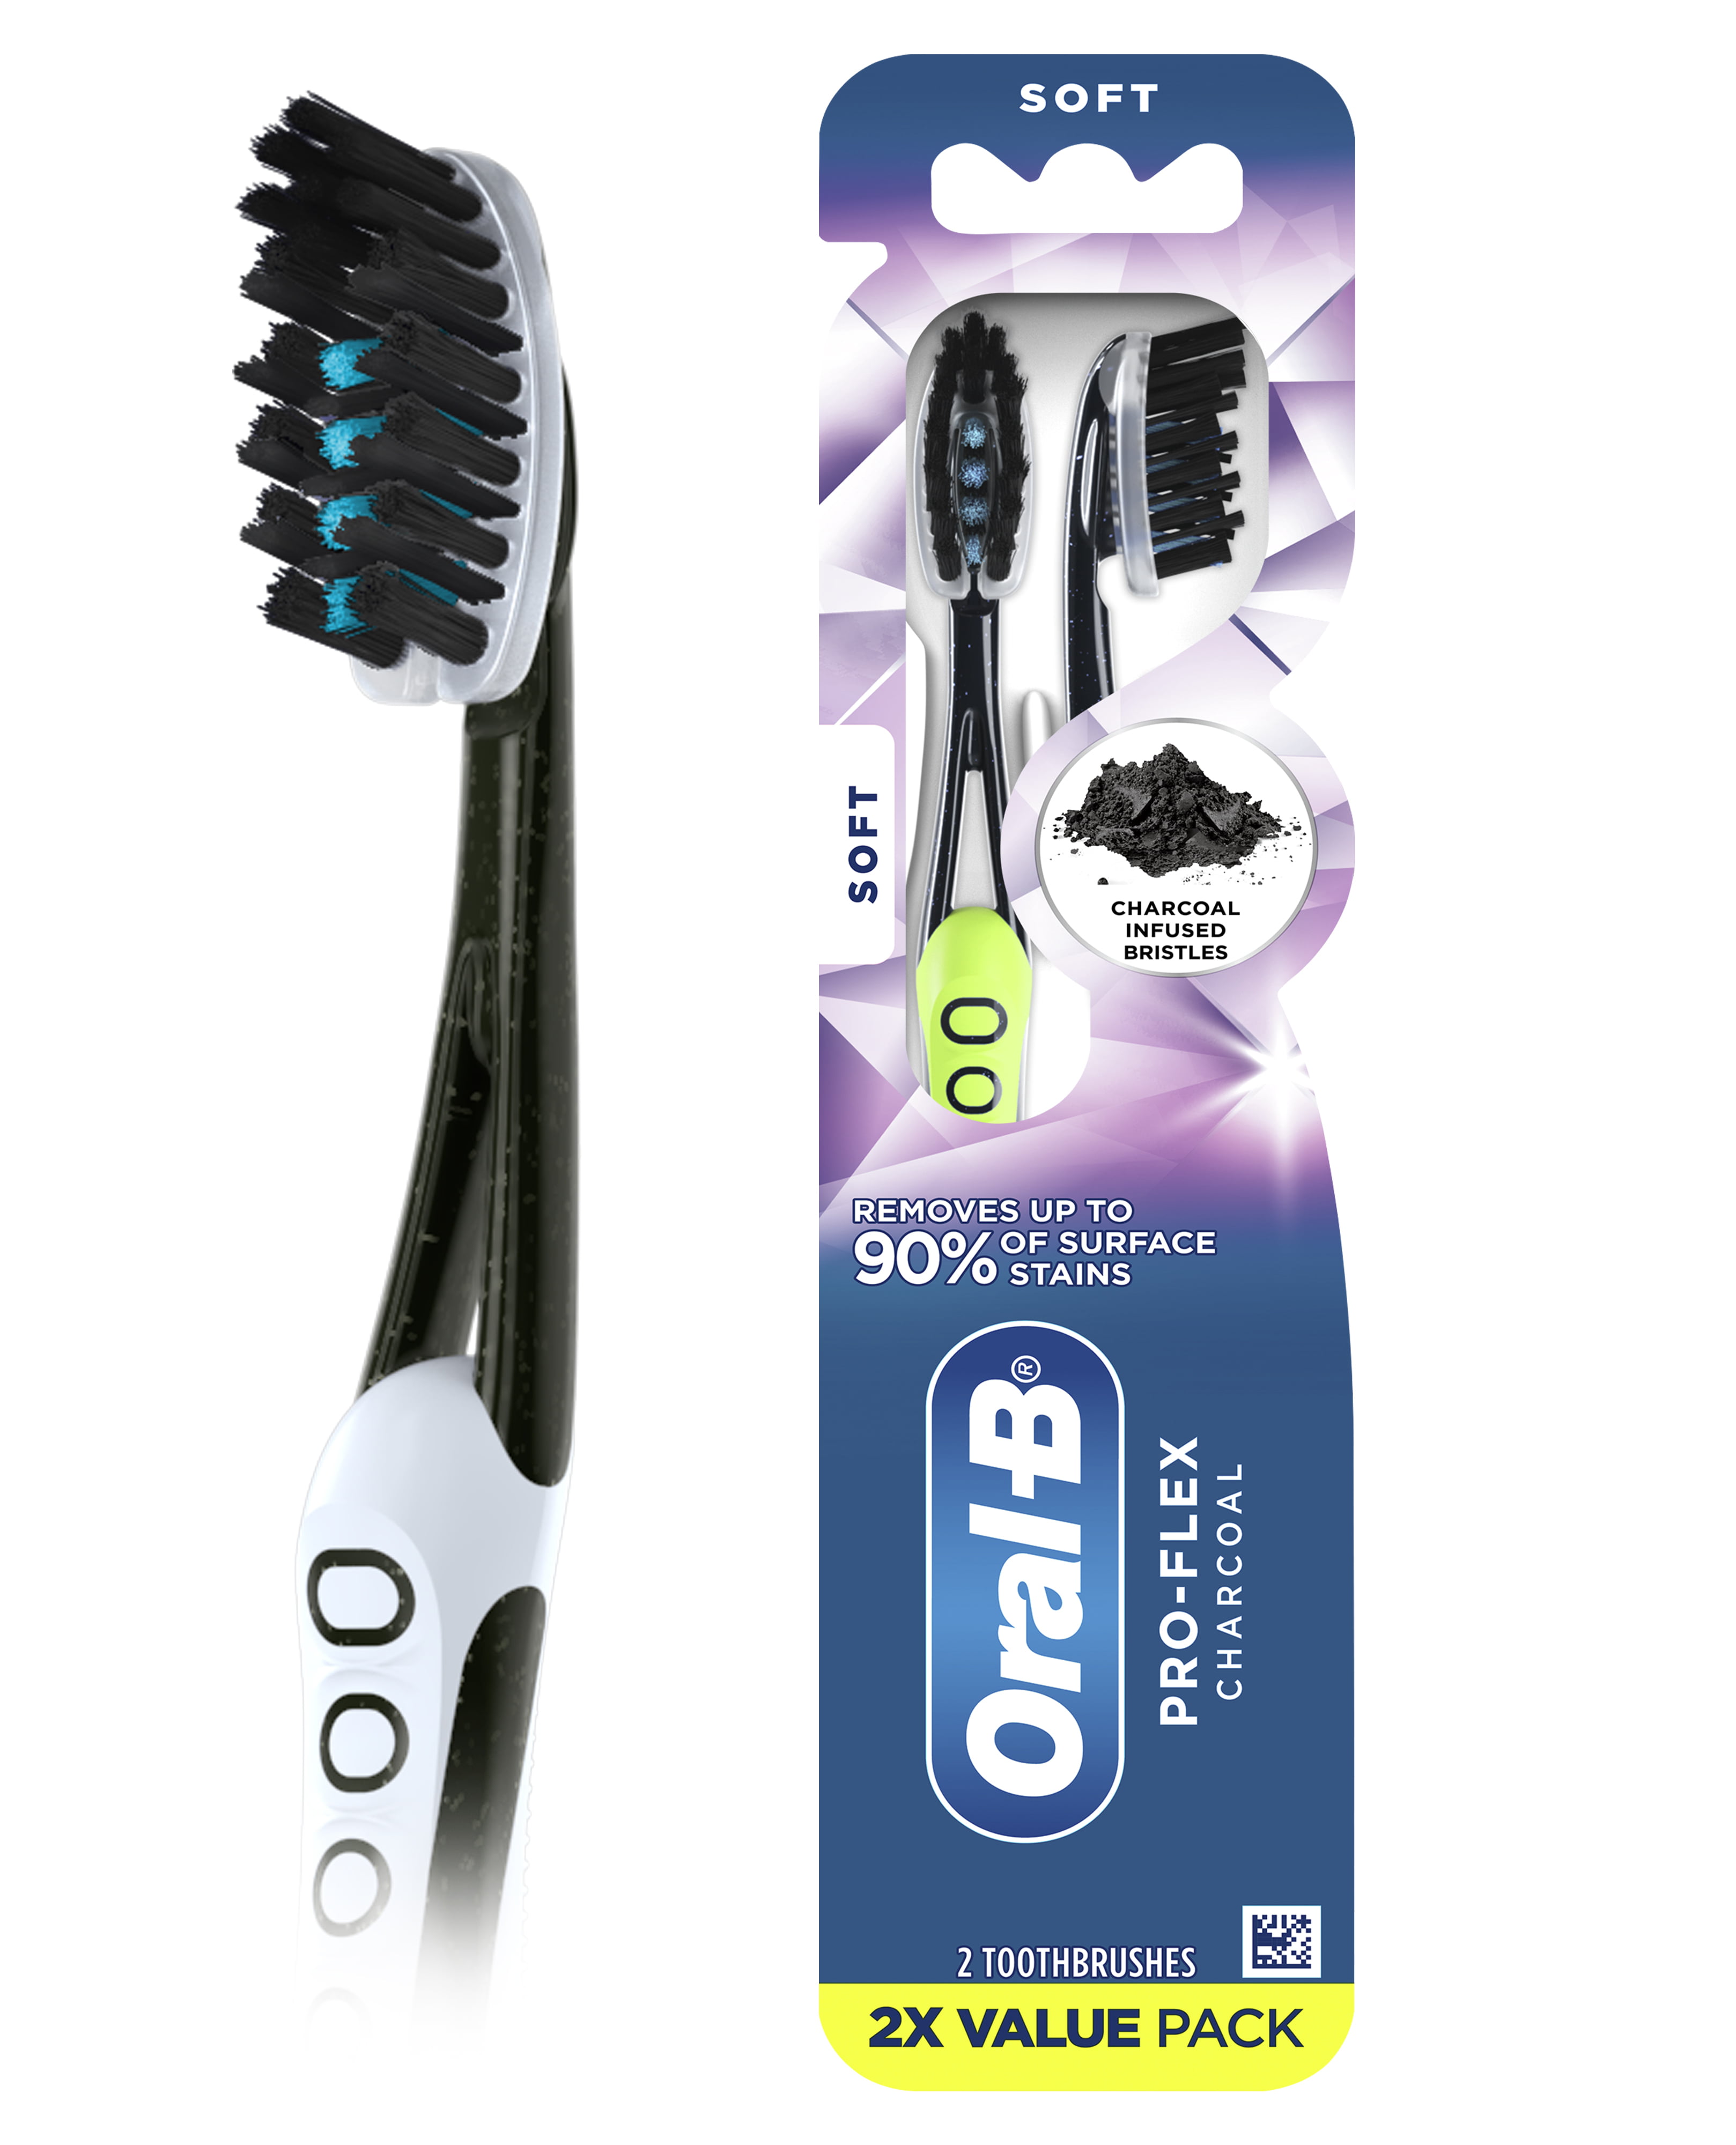 SOFT
SOFT
CHARCOAL
INFUSED
BRISTLES
REMOVES UP TO
90% OF SURFACE
STAINS
Oral-B®
PRO-FLEX
CHARCOAL
2 TOOTHBRUSHES
2X VALUE PACK